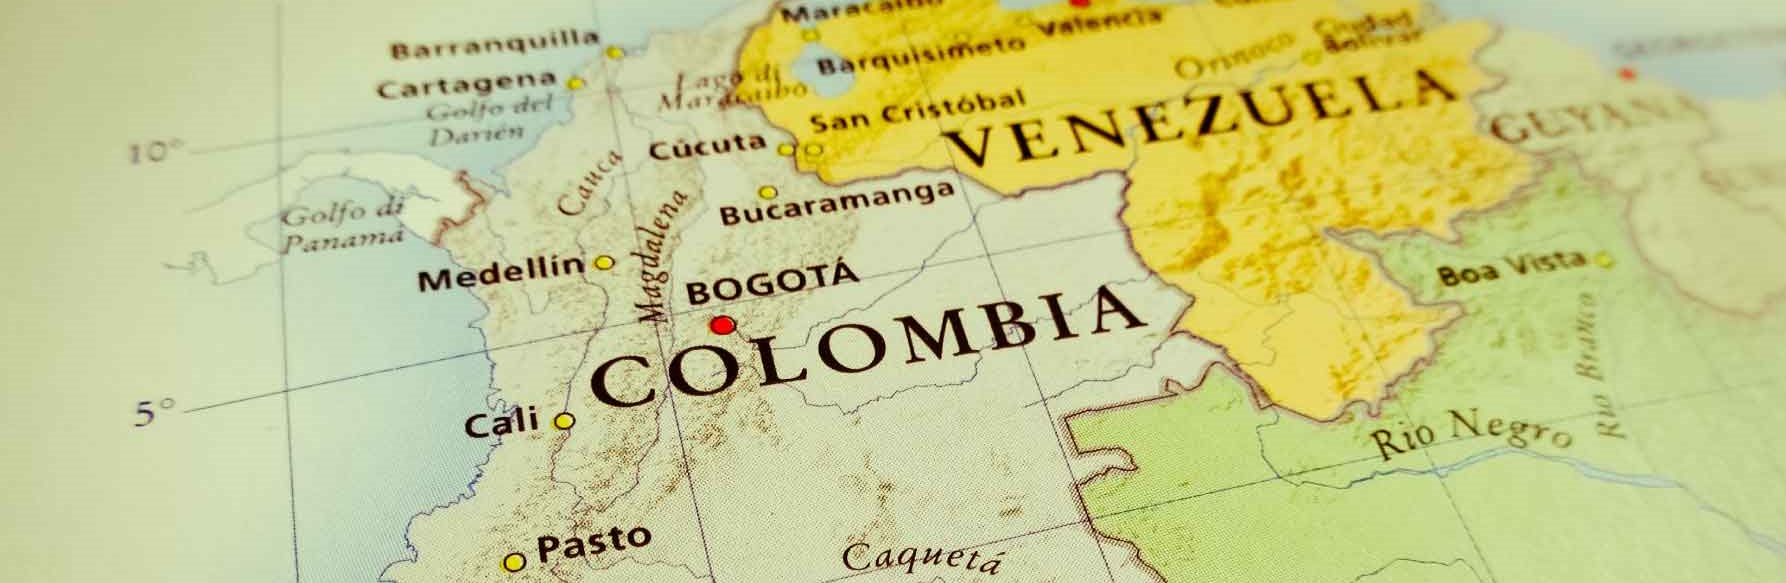 Maracaibo
Barranquilla
Valencia
Ciudad
Bolívar
Barquisimeto
Orinoco
Cartagena
Lago di
Maracaibo
Golfo del
Darién
San Cristóbal
VENEZUELA
GUYANA
10°
Cúcuta
Cauca
Bucaramanga
Magdalena
Golfo di
Panamá
Medellín
BOGOTÁ
Boa Vista
COLOMBIA
5°
Cali
Rio Negro
Rio Branco
Pasto
Caquetá